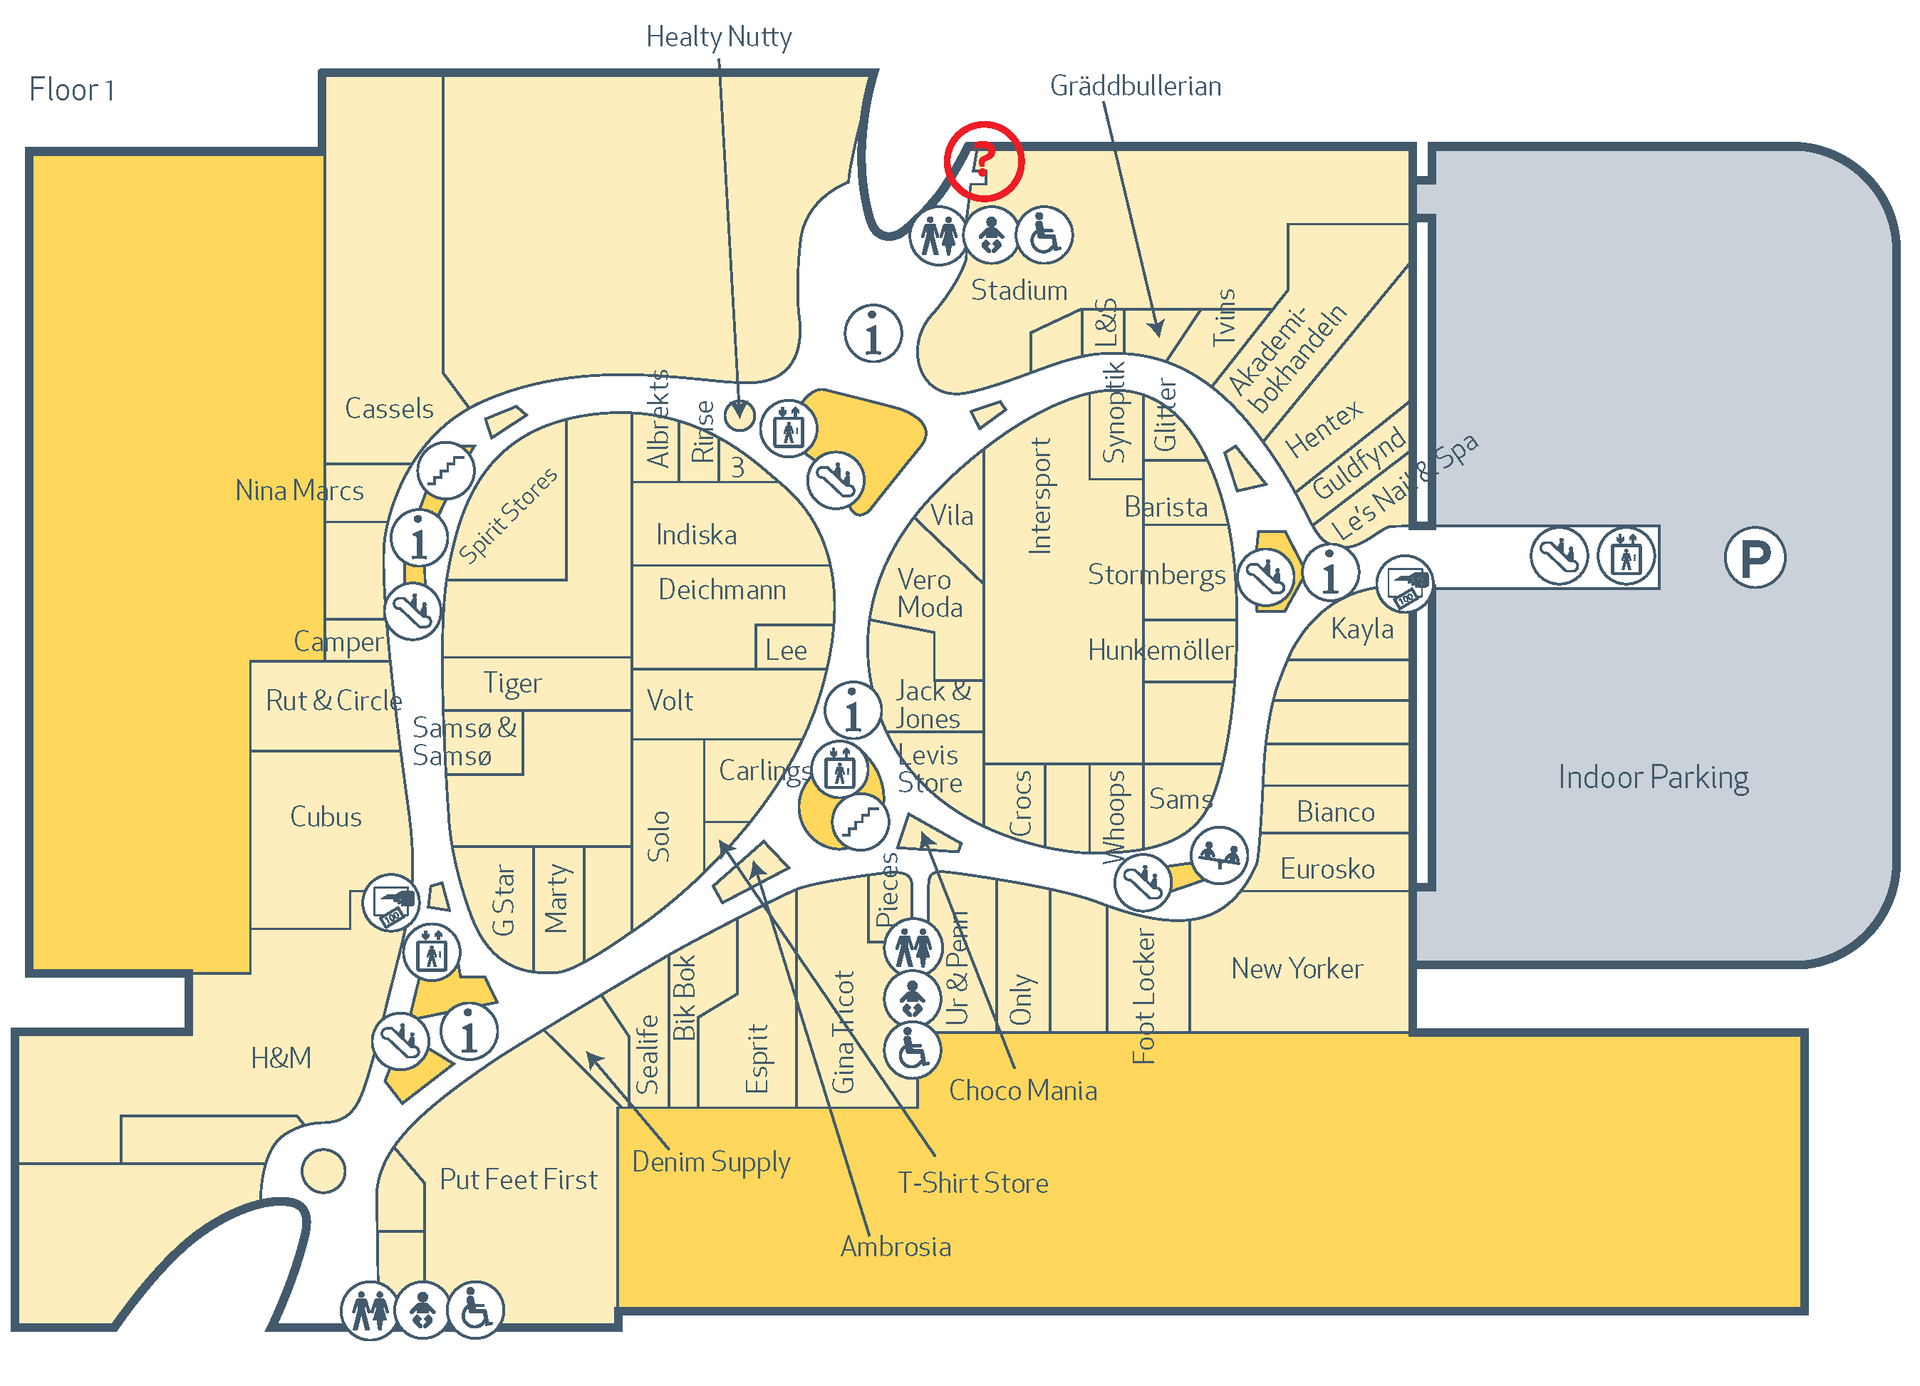 Healty Nutty
Floor 1
Gräddbullerian
?
Stadium
L&S
Tvins
Akademi-
bokhandeln
Cassels
Albrekts
Rinse
3
Synoptik
Glitter
Hentex
Guldfynd
Le's Nail & Spa
Nina Marcs
Spirit Stores
Indiska
Vila
Intersport
Barista
Deichmann
Vero
Moda
Stormbergs
P
100
Camper
Lee
Hunkemöller
Kayla
Rut & Circle
Tiger
Volt
Jack &
Jones
Samsø &
Samsø
Carlings
Levis
Store
Indoor Parking
Cubus
Solo
Crocs
Whoops
Sams
Bianco
Eurosko
G Star
Marty
Pieces
100
Ur & Penn
Only
Foot Locker
New Yorker
H&M
Sealife
Bik Bok
Esprit
Gina Tricot
Choco Mania
Denim Supply
Put Feet First
T-Shirt Store
Ambrosia